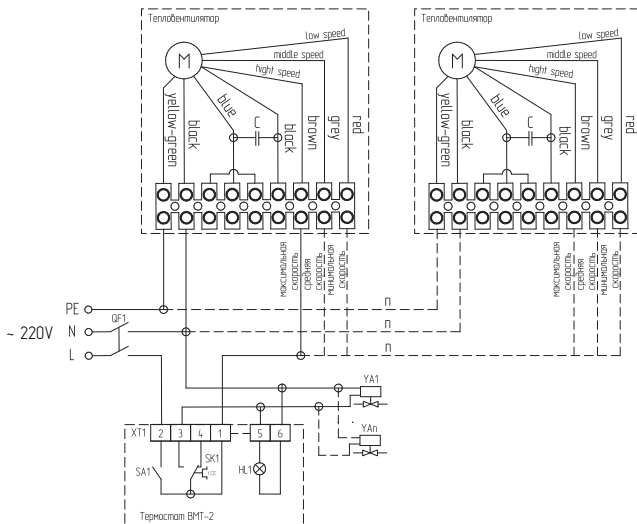 Тепловентилятор
Тепловентилятор
low speed
middle speed
hight speed
M
yellow-green
black
blue
C
black
brown
grey
red
low speed
middle speed
hight speed
M
yellow-green
black
blue
C
black
brown
grey
red
максимальная скорость
средняя скорость
минимальная скорость
максимальная скорость
средняя скорость
минимальная скорость
PE
n
QF1
~ 220V
N
n
L
n
YA1
XT1
2
3
4
1
5
6
YAn
SA1
SK1
HL1
Термостат ВМТ-2